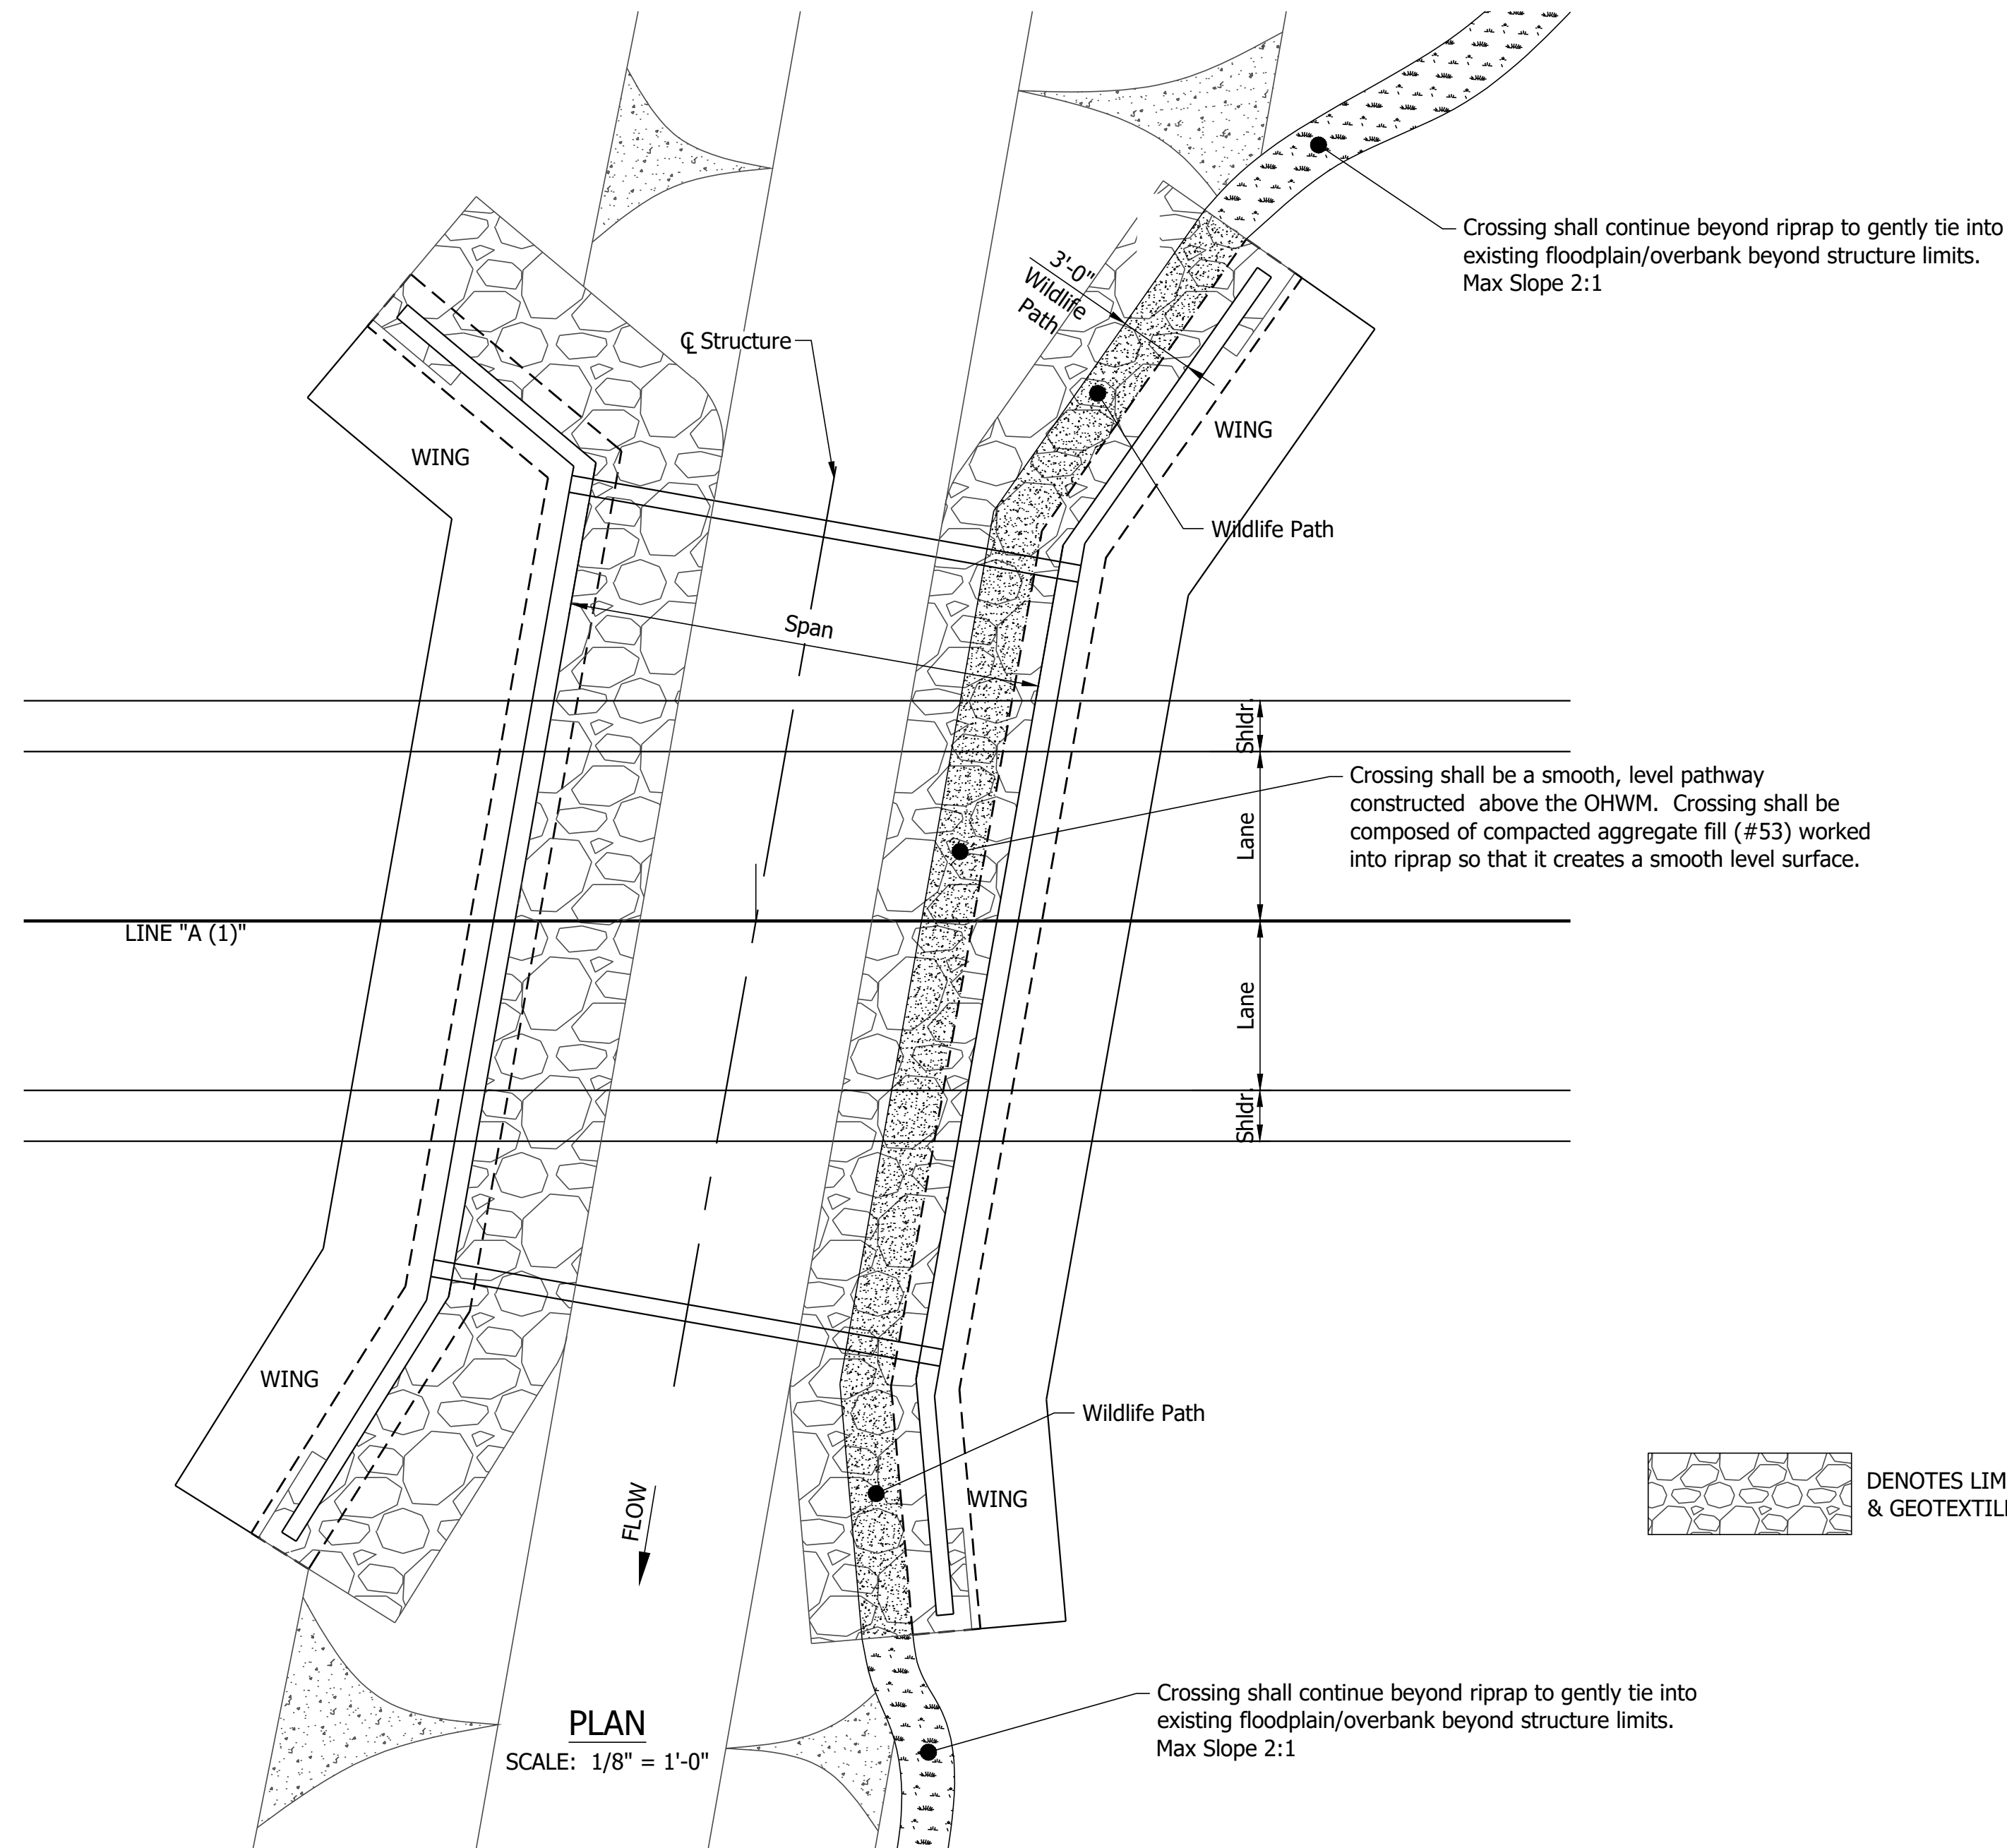 Crossing shall continue beyond riprap to gently tie into
existing floodplain/overbank beyond structure limits.
Max Slope 2:1
3'-0"
Wildlife
Path
℄ Structure
WING
WING
Wildlife Path
Span
Shldr.
Crossing shall be a smooth, level pathway
constructed above the OHWM. Crossing shall be
composed of compacted aggregate fill (#53) worked
into riprap so that it creates a smooth level surface.
Lane
LINE "A (1)"
Lane
Shldr.
WING
Wildlife Path
WING
FLOW
DENOTES LIM
& GEOTEXTIL
Crossing shall continue beyond riprap to gently tie into
existing floodplain/overbank beyond structure limits.
Max Slope 2:1
PLAN
SCALE: 1/8" = 1'-0"